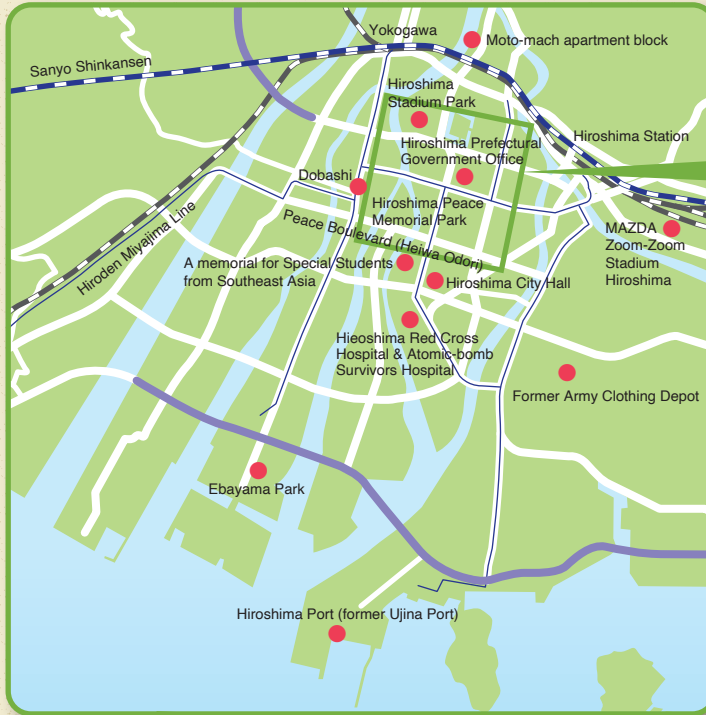 Yokogawa
Moto-mach apartment block
Sanyo Shinkansen
Hiroshima
Stadium Park
Hiroshima Station
Hiroshima Prefectural
Government Office
Dobashi
Hiroshima Peace
Memorial Park
Hiroden Miyajima Line
Peace Boulevard (Heiwa Odori)
MAZDA
Zoom-Zoom
Stadium
Hiroshima
A memorial for Special Students
from Southeast Asia
Hiroshima City Hall
Hieoshima Red Cross
Hospital & Atomic-bomb
Survivors Hospital
Former Army Clothing Depot
Ebayama Park
Hiroshima Port (former Ujina Port)